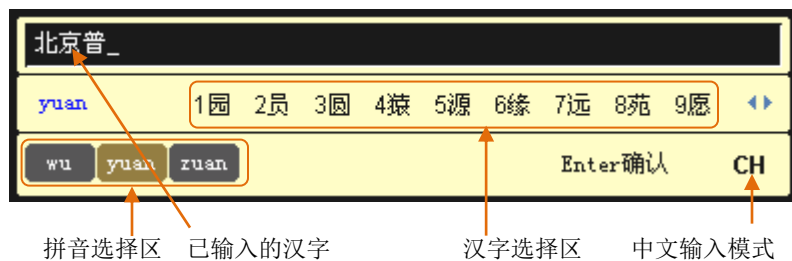 北京普_
yuan 1园 2员 3圆 4猿 5源 6缘 7远 8苑 9愿
wu yuan zuan Enter确认 CH
拼音选择区 已输入的汉字 汉字选择区 中文输入模式